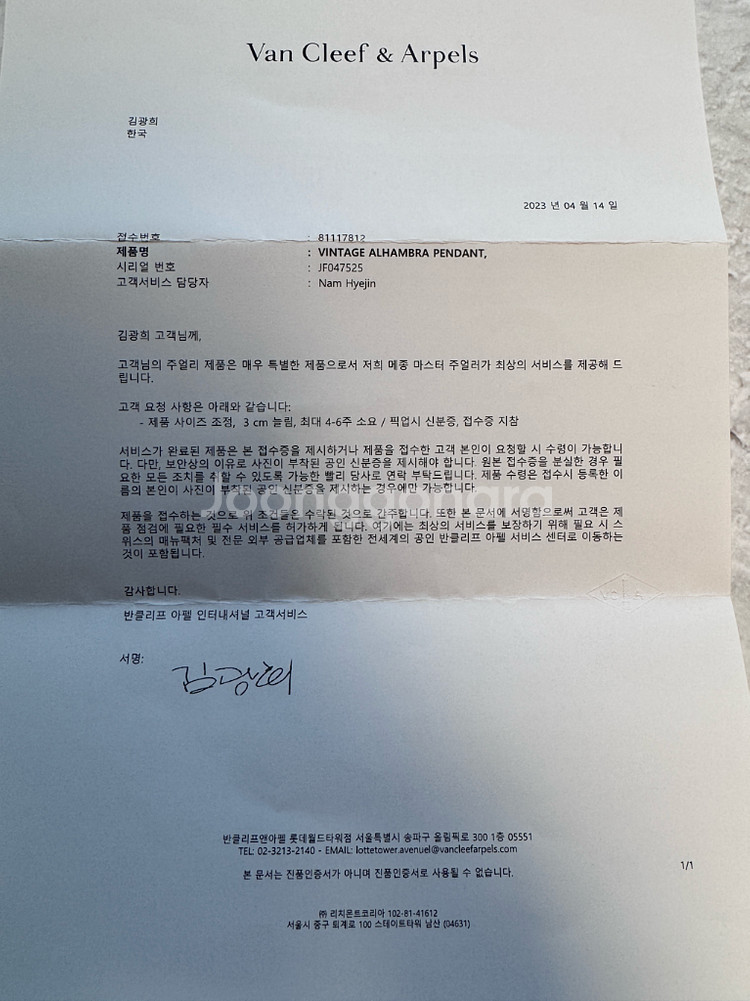 Van Cleef & Arpels
김광희
한국
2023 년 04 월 14 일
접수번호 : 81117812
제품명 : VINTAGE ALHAMBRA PENDANT,
시리얼 번호 : JF047525
고객서비스 담당자 : Nam Hyejin
김광희 고객님께,
고객님의 주얼리 제품은 매우 특별한 제품으로서 저희 메종 마스터 주얼러가 최상의 서비스를 제공해 드
립니다.
고객 요청 사항은 아래와 같습니다:
- 제품 사이즈 조정, 3 cm 늘림, 최대 4-6주 소요 / 픽업시 신분증, 접수증 지참
서비스가 완료된 제품은 본 접수증을 제시하거나 제품을 접수한 고객 본인이 요청할 시 수령이 가능합니
다. 다만, 보안상의 이유로 사진이 부착된 공인 신분증을 제시해야 합니다. 원본 접수증을 분실한 경우 필
요한 모든 조치를 취할 수 있도록 가능한 빨리 당사로 연락 부탁드립니다. 제품 수령은 접수시 등록한 이
름의 본인이 사진이 부착된 공인 신분증을 제시하는 경우에만 가능합니다.
Joonggonara
제품을 접수하는 것으로 위 조건들은 수락된 것으로 간주합니다. 또한 본 문서에 서명함으로써 고객은 제
품 점검에 필요한 필수 서비스를 허가하게 됩니다. 여기에는 최상의 서비스를 보장하기 위해 필요 시 스
위스의 매뉴팩처 및 전문 외부 공급업체를 포함한 전세계의 공인 반클리프 아펠 서비스 센터로 이동하는
것이 포함됩니다.
감사합니다.
반클리프 아펠 인터내셔널 고객서비스
서명:
김광희
반클리프앤아펠 롯데월드타워점 서울특별시 송파구 올림픽로 300 1층 05551
TEL: 02-3213-2140 - EMAIL: lottetower.avenuel@vancleefarpels.com
1/1
본 문서는 진품인증서가 아니며 진품인증서로 사용될 수 없습니다.
㈜ 리치몬트코리아 102-81-41612
서울시 중구 퇴계로 100 스테이트타워 남산 (04631)